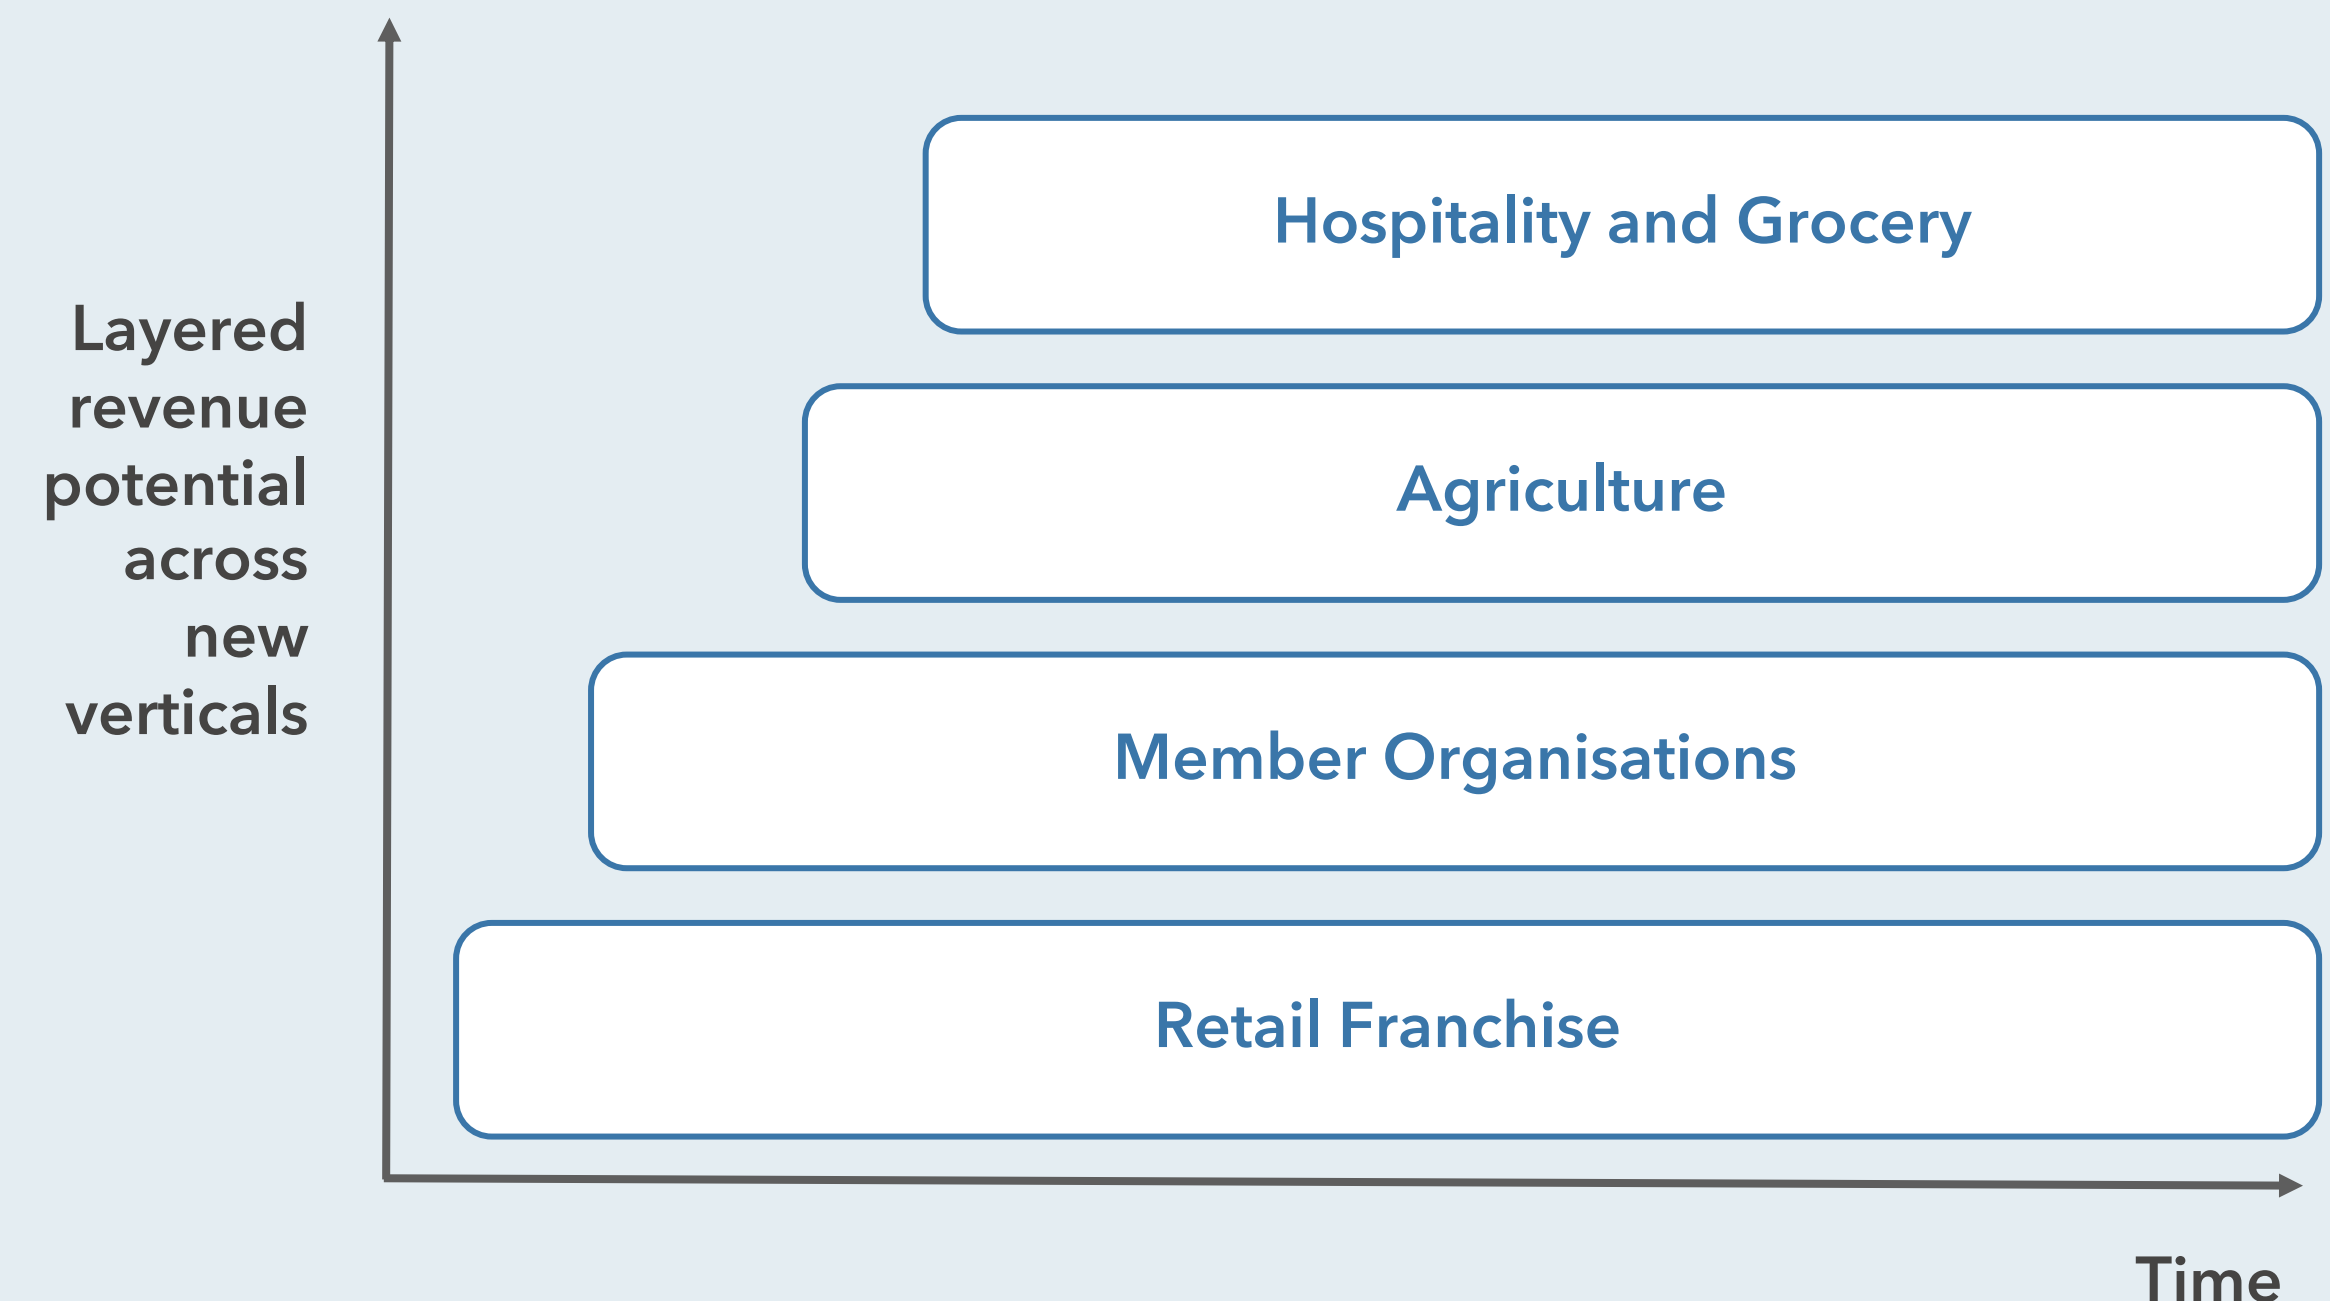 Layered
revenue
potential
across
new
verticals
Hospitality and Grocery
Agriculture
Member Organisations
Retail Franchise
Time